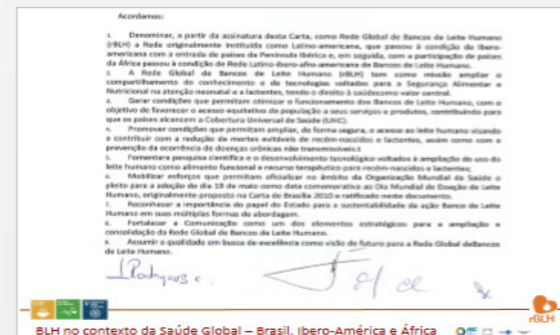 Acordamos:
1. Denominar, a partir da assinatura desta Carta, como Rede Global de Bancos de Leite Humano
(rBLH) a Rede originalmente instituída como Latino-americana, que passou à condição de Ibero-
americana com a entrada de países da Península Ibérica e, em seguida, com a participação de países
da África passou à condição de Rede Latino-ibero-afro-americana de Bancos de Leite Humano.
2. A Rede Global de Bancos de Leite Humano (rBLH) tem como missão ampliar o
compartilhamento do conhecimento e de tecnologias voltados para a Segurança Alimentar e
Nutricional na atenção neonatal e a lactentes, tendo o direito à saúdecomo valor central.
3. Gerar condições que permitam otimizar o funcionamento dos Bancos de Leite Humano, com o
objetivo de favorecer o acesso equitativo da população a seus serviços e produtos, contribuindo para
que os países alcancem a Cobertura Universal de Saúde (UHC).
4. Promover condições que permitam ampliar, de forma segura, o acesso ao leite humano visando
a contribuir com a redução de mortes evitáveis de recém-nascidos e lactentes, assim como com a
prevenção da ocorrência de doenças crônicas não transmissíveis.
5. Fomentara pesquisa científica e o desenvolvimento tecnológico voltados à ampliação do uso do
leite humano como alimento funcional e recurso terapêutico para recém-nascidos e lactentes;
6. Mobilizar esforços que permitam oficializar no âmbito da Organização Mundial da Saúde o
pleito para a adoção do dia 19 de maio como data comemorativa ao Dia Mundial de Doação de Leite
Humano, originalmente proposto na Carta de Brasília 2010 e ratificado neste documento.
7. Reconhecer a importância do papel do Estado para a sustentabilidade da ação Banco de Leite
Humano em suas múltiplas formas de abordagem.
8. Fortalecer a Comunicação como um dos elementos estratégicos para a ampliação e
consolidação da Rede Global de Bancos de Leite Humano.
9. Assumir a qualidade em busca de excelência como visão de futuro para a Rede Global deBancos
de Leite Humano.
rBLH
BLH no contexto da Saúde Global – Brasil, Ibero-América e África